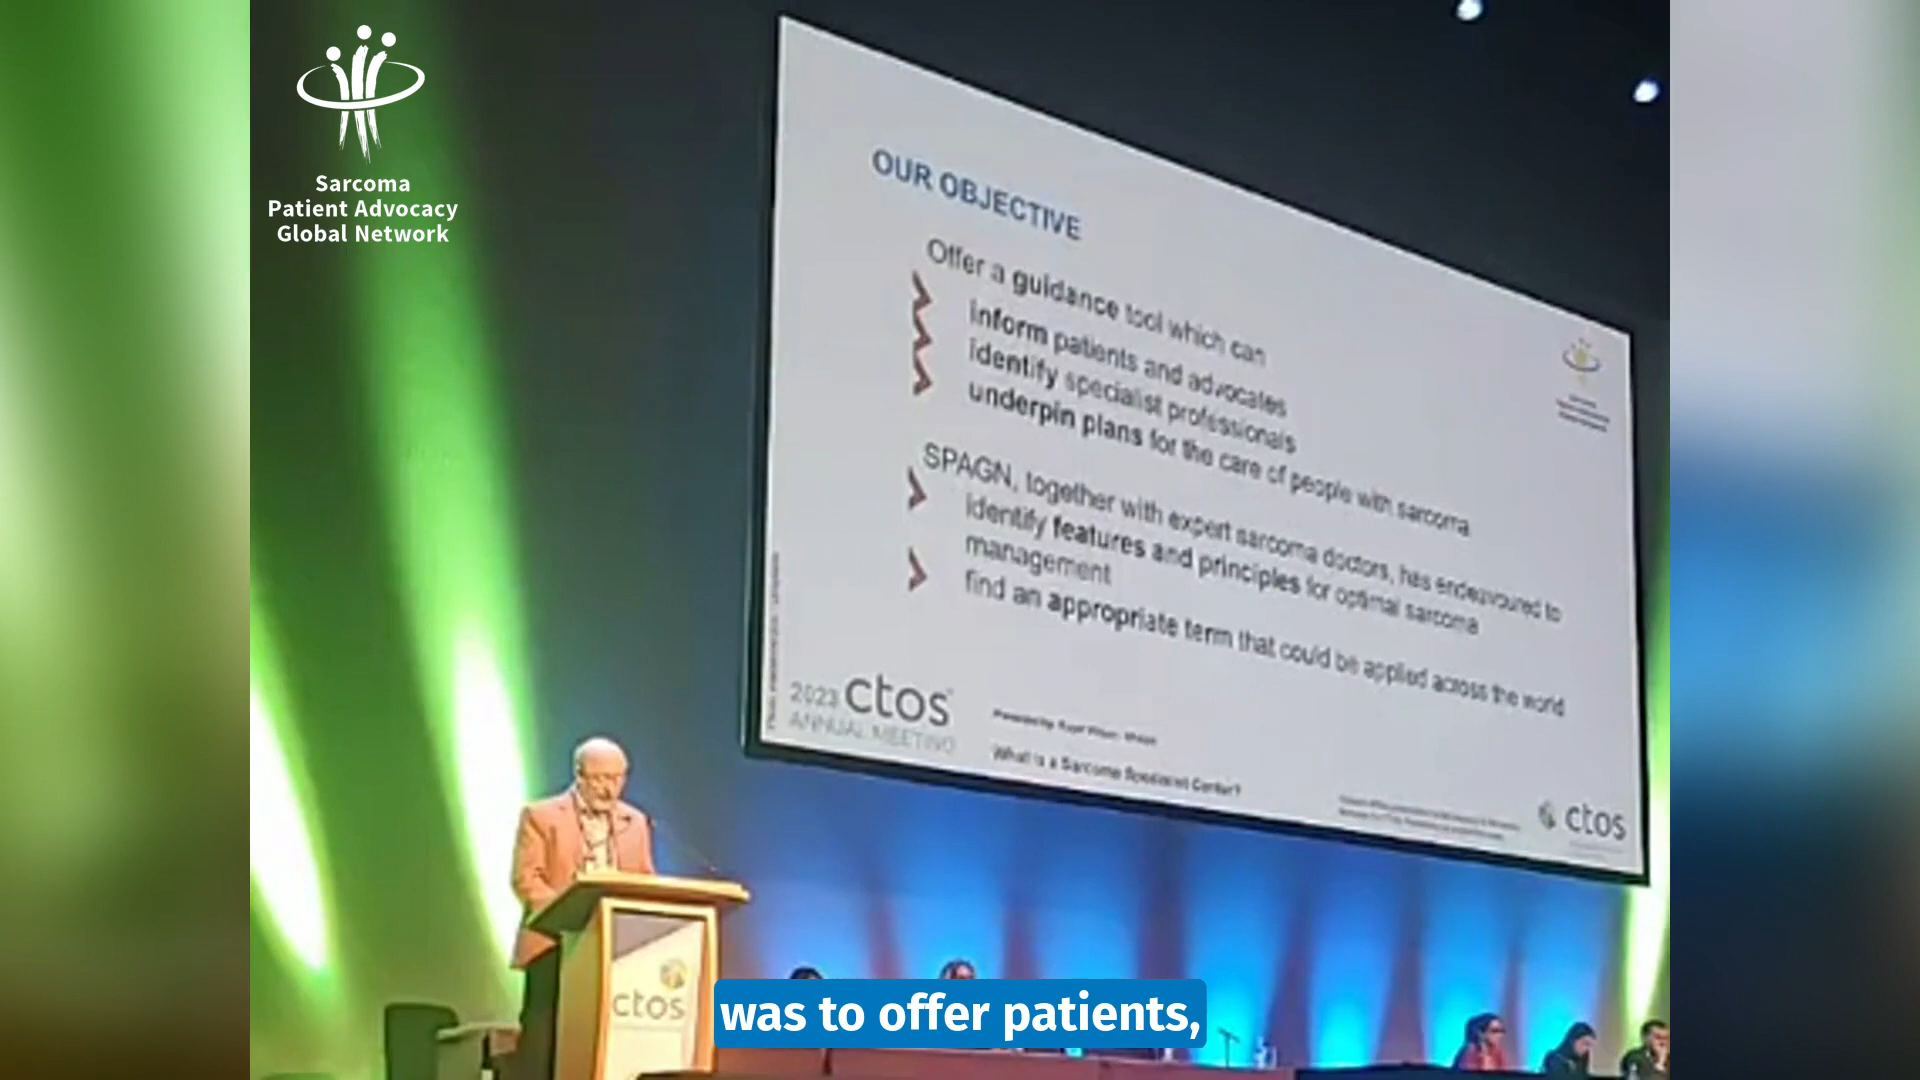 Sarcoma
Patient Advocacy
Global Network
OUR OBJECTIVE
Offer a guidance tool which can
inform patients and advocates
identify specialist professionals
underpin plans for the care of people with sarcoma
SPAGN, together with expert sarcoma doctors, has endeavoured to
identify features and principles for optimal sarcoma
management
find an appropriate term that could be applied across the world
2023 ctos
ANNUAL MEETING
Presented by:
What is a Sarcoma Specialist Center?
ctos
ctos
was to offer patients,